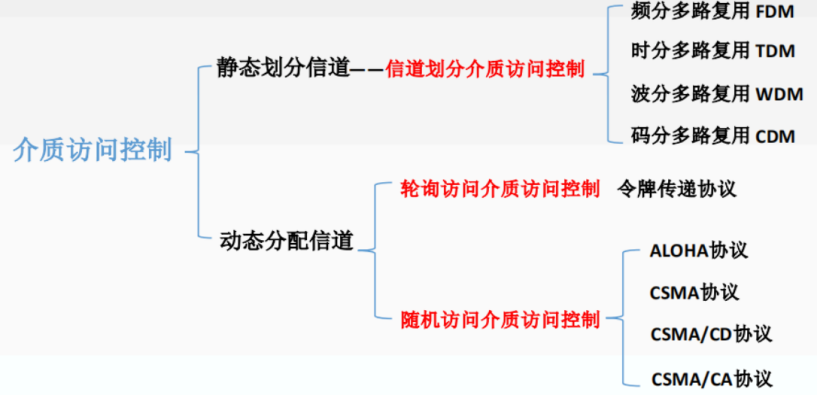 介质访问控制
静态划分信道——信道划分介质访问控制
频分多路复用 FDM
时分多路复用 TDM
波分多路复用 WDM
码分多路复用 CDM
动态分配信道
轮询访问介质访问控制 令牌传递协议
随机访问介质访问控制
ALOHA协议
CSMA协议
CSMA/CD协议
CSMA/CA协议